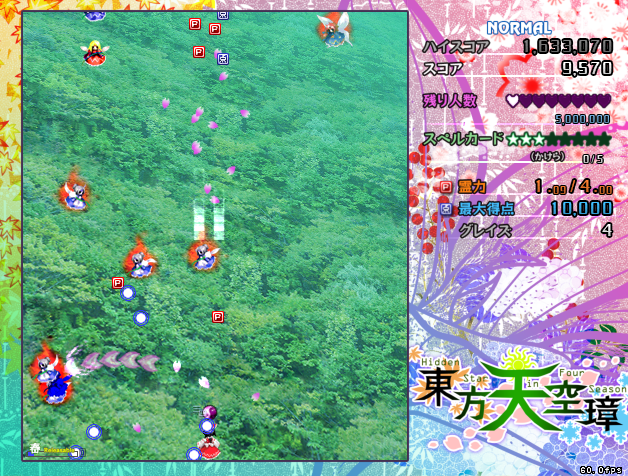 NORMAL
ハイスコア 1,633,070
スコア 9,570
残り人数
5,000,000
スペルカード
(かけら) 0/5
P 霊力 1.09/4.00
最大得点 10,000
グレイズ 4
Hidden Star in Four Seasons
東方天空璋
60.0fps